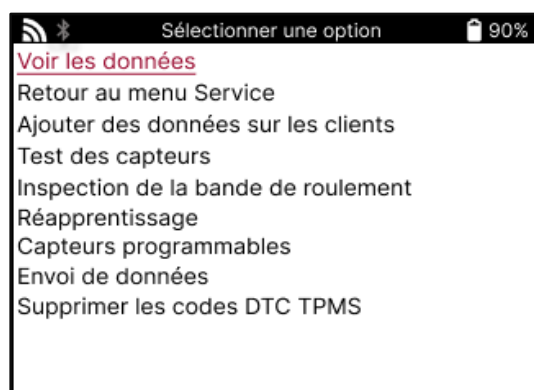 Sélectionner une option 90%
Voir les données
Retour au menu Service
Ajouter des données sur les clients
Test des capteurs
Inspection de la bande de roulement
Réapprentissage
Capteurs programmables
Envoi de données
Supprimer les codes DTC TPMS